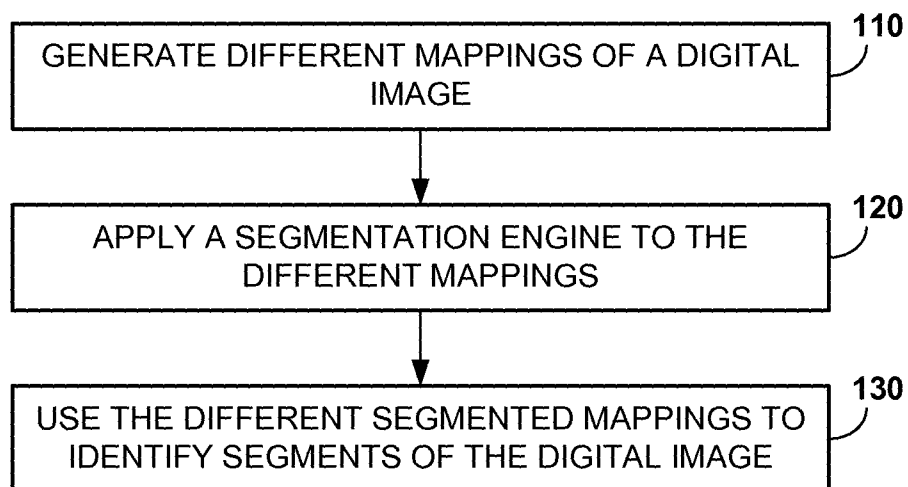 110
GENERATE DIFFERENT MAPPINGS OF A DIGITAL
IMAGE
120
APPLY A SEGMENTATION ENGINE TO THE
DIFFERENT MAPPINGS
130
USE THE DIFFERENT SEGMENTED MAPPINGS TO
IDENTIFY SEGMENTS OF THE DIGITAL IMAGE